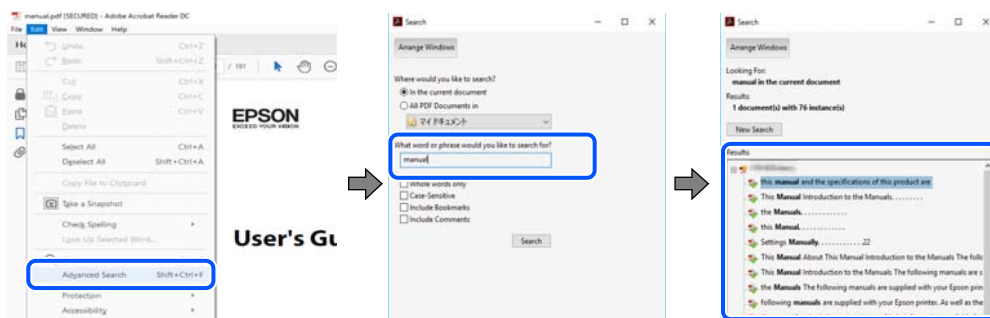 manual.pdf (SECURED) - Adobe Acrobat Reader DC
File Edit View Window Help
Undo Ctrl+Z
Redo Shift+Ctrl+Z
Cut Ctrl+X
Copy Ctrl+C
Paste Ctrl+V
Delete
Select All Ctrl+A
Deselect All Shift+Ctrl+A
Copy File to Clipboard
Take a Snapshot
Check Spelling
Look Up Selected Word...
Advanced Search Shift+Ctrl+F
Protection
Accessibility
/ 181
EPSON
EXCEED YOUR VISION
User's Gu
Search
Arrange Windows
Where would you like to search?
In the current document
All PDF Documents in
マイ ドキュメント
What word or phrase would you like to search for?
manual
Whole words only
Case-Sensitive
Include Bookmarks
Include Comments
Search
Search
Arrange Windows
Looking For:
manual in the current document
Results:
1 document(s) with 76 instance(s)
New Search
Results:
this manual and the specifications of this product are
This Manual Introduction to the Manuals. . . . . . . . .
the Manuals. . . . . . . . . . . . .
this Manual. . . . . . . . . . . . .
Settings Manually. . . . . . . . . . . . .22
This Manual About This Manual Introduction to the Manuals The follo
This Manual Introduction to the Manuals The following manuals are s
the Manuals The following manuals are supplied with your Epson prin
following manuals are supplied with your Epson printer. As well as the